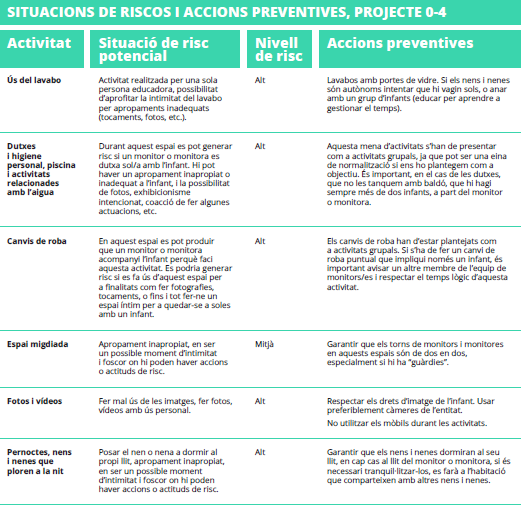 SITUACIONS DE RISCOS I ACCIONS PREVENTIVES, PROJECTE 0-4
Activitat
Situació de risc
potencial
Nivell
de risc
Accions preventives
Ús del lavabo
Activitat realitzada per una sola
persona educadora, possibilitat
d'aprofitar la intimitat del lavabo
per apropaments inadequats
(tocaments, fotos, etc.).
Alt
Lavabos amb portes de vidre. Si els nens i nenes
són autònoms intentar que hi vagin sols, o anar
amb un grup d'infants (educar per aprendre a
gestionar el temps).
Dutxes
i higiene
personal, piscina
i activitats
relacionades
amb l'aigua
Durant aquest espai es pot generar
risc si un monitor o monitora es
dutxa sol/a amb l'infant. Hi pot
haver un apropament inapropiat o
inadequat a l'infant, i la possibilitat
de fotos, exhibicionisme
intencionat, coacció de fer algunes
actuacions, etc.
Alt
Aquesta mena d'activitats s'han de presentar
com a activitats grupals, ja que pot ser una eina
de normalització si ens ho plantegem com a
objectiu. És important, en el cas de les dutxes,
que no les tanquem amb baldó, que hi hagi
sempre més de dos infants, a part del monitor
o monitora.
Canvis de roba
En aquest espai es pot produir
que un monitor o monitora
acompanyi l'infant perquè faci
aquesta activitat. Es podria generar
risc si es fa ús d'aquest espai per
a finalitats com fer fotografies,
tocaments, o fins i tot fer-ne un
espai íntim per a quedar-se a soles
amb un infant.
Alt
Els canvis de roba han d'estar plantejats com
a activitats grupals. Si s'ha de fer un canvi de
roba puntual que impliqui només un infant, és
important avisar un altre membre de l'equip de
monitors/es i respectar el temps lògic d'aquesta
activitat.
Espai migdiada
Apropament inapropiat, en ser
un possible moment d'intimitat
i foscor on hi poden haver accions
o actituds de risc.
Mitjà
Garantir que els torns de monitors i monitores
en aquests espais són de dos en dos,
especialment si hi ha "guàrdies".
Fotos i vídeos
Fer mal ús de les imatges, fer fotos,
vídeos amb ús personal.
Alt
Respectar els drets d'imatge de l'infant. Usar
preferiblement càmeres de l'entitat.
No utilitzar els mòbils durant les activitats.
Pernoctes, nens
i nenes que
ploren a la nit
Posar el nen o nena a dormir al
propi llit, apropament inapropiat,
en ser un possible moment
d'intimitat i foscor on hi poden
haver accions o actituds de risc.
Alt
Garantir que els nens i nenes dormiran al seu
llit, en cap cas al llit del monitor o monitora, si és
necessari tranquil·litzar-los, es farà a l'habitació
que comparteixen amb altres nens i nenes.